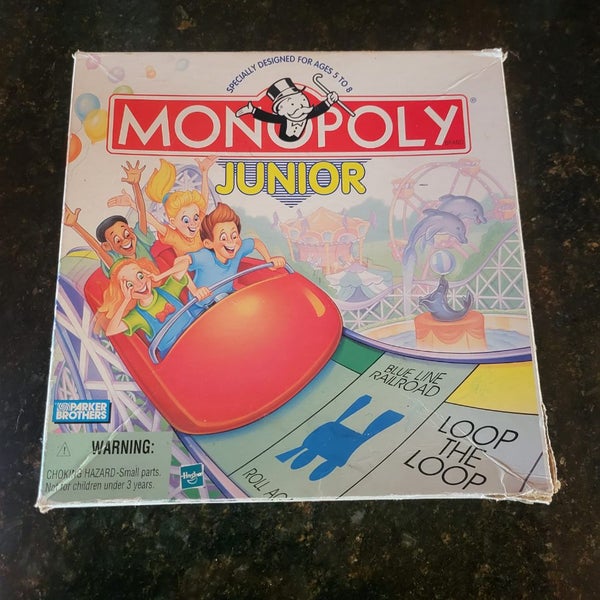 SPECIALLY DESIGNED FOR AGES 5 TO 8
MONOPOLY®
JUNIOR
BLUE LINE
RAILROAD
LOOP
THE
LOOP
ROLL
PARKER
BROTHERS
WARNING:
CHOKING HAZARD-Small parts.
Not for children under 3 years.
Hasbro